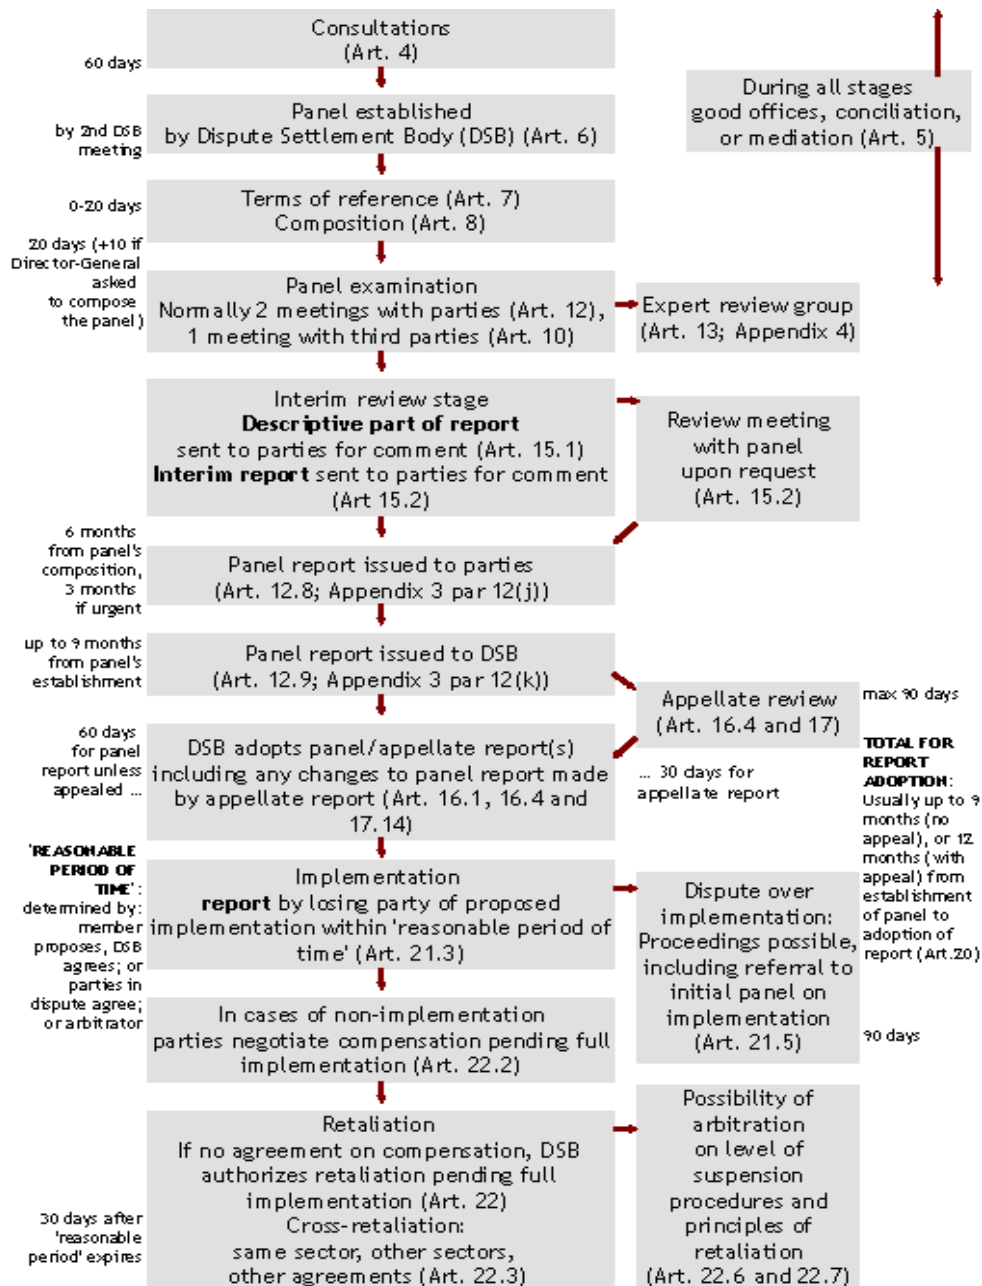 Consultations
(Art. 4)
60 days
During all stages
good offices, conciliation,
or mediation (Art. 5)
Panel established
by Dispute Settlement Body (DSB) (Art. 6)
by 2nd DSB
meeting
Terms of reference (Art. 7)
Composition (Art. 8)
0-20 days
20 days (+10 if
Director-General
asked
to compose
the panel)
Panel examination
Normally 2 meetings with parties (Art. 12),
1 meeting with third parties (Art. 10)
Expert review group
(Art. 13; Appendix 4)
Interim review stage
Descriptive part of report
sent to parties for comment (Art. 15.1)
Interim report sent to parties for comment
(Art 15.2)
Review meeting
with panel
upon request
(Art. 15.2)
6 months
from panel's
composition,
3 months
if urgent
Panel report issued to parties
(Art. 12.8; Appendix 3 par 12(j))
up to 9 months
from panel's
establishment
Panel report issued to DSB
(Art. 12.9; Appendix 3 par 12(k))
Appellate review
(Art. 16.4 and 17)
max 90 days
60 days
for panel
report unless
appealed ...
DSB adopts panel/appellate report(s)
including any changes to panel report made
by appellate report (Art. 16.1, 16.4 and
17.14)
... 30 days for
appellate report
TOTAL FOR
REPORT
ADOPTION:
Usually up to 9
months (no
appeal), or 12
months (with
appeal) from
establishment
of panel to
adoption of
report (Art.20)
'REASONABLE
PERIOD OF
TIME':
determined by:
member
proposes, DSB
agrees; or
parties in
dispute agree;
or arbitrator
Implementation
report by losing party of proposed
implementation within 'reasonable period of
time' (Art. 21.3)
Dispute over
implementation:
Proceedings possible,
including referral to
initial panel on
implementation
(Art. 21.5)
90 days
In cases of non-implementation
parties negotiate compensation pending full
implementation (Art. 22.2)
Retaliation
If no agreement on compensation, DSB
authorizes retaliation pending full
implementation (Art. 22)
Cross-retaliation:
same sector, other sectors,
other agreements (Art. 22.3)
30 days after
'reasonable
period' expires
Possibility of
arbitration
on level of
suspension
procedures and
principles of
retaliation
(Art. 22.6 and 22.7)